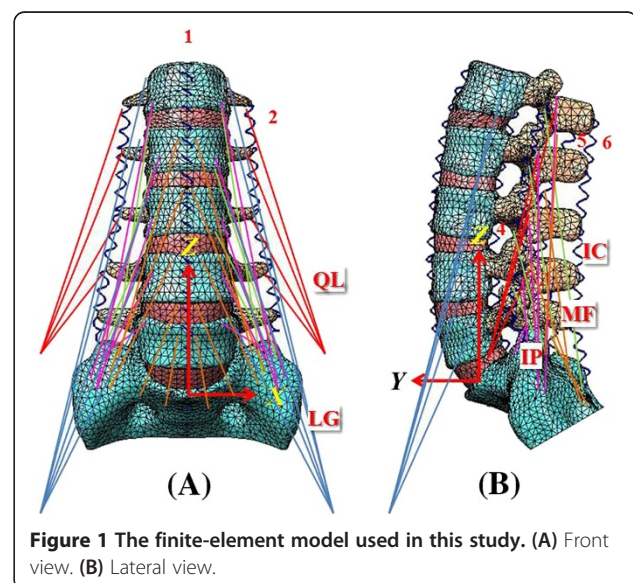 1
2
Z
QL
X
LG
(A)
5 6
4
Z
IC
MF
IP
Y
(B)
Figure 1 The finite-element model used in this study. (A) Front
view. (B) Lateral view.